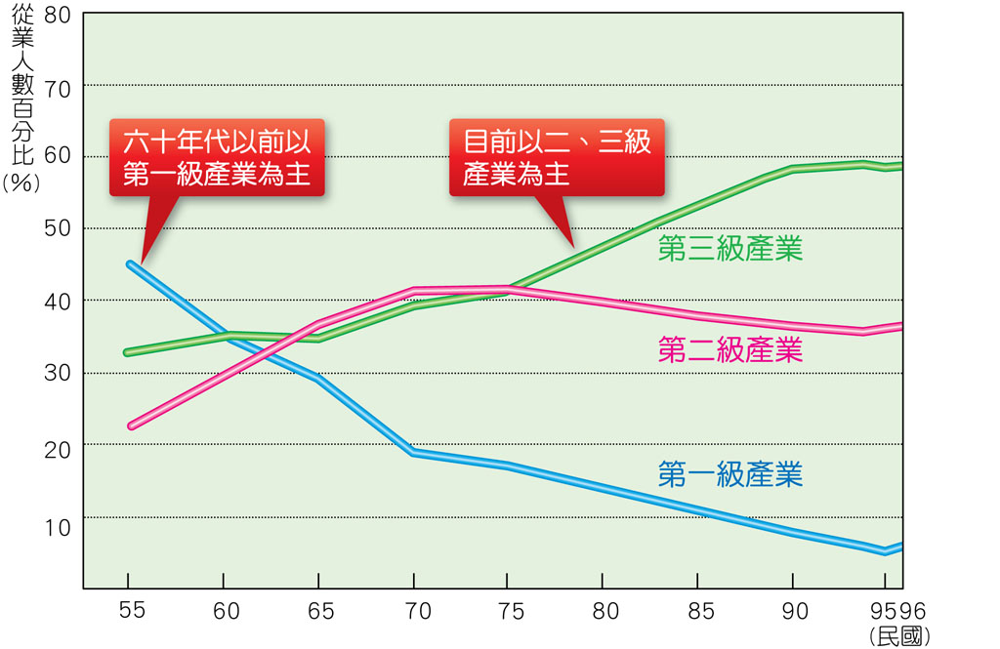 從業人數百分比
(%)
80
70
60
50
40
30
20
10
六十年代以前以
第一級產業為主
目前以二、三級
產業為主
第三級產業
第二級產業
第一級產業
55 60 65 70 75 80 85 90 95 96
(民國)